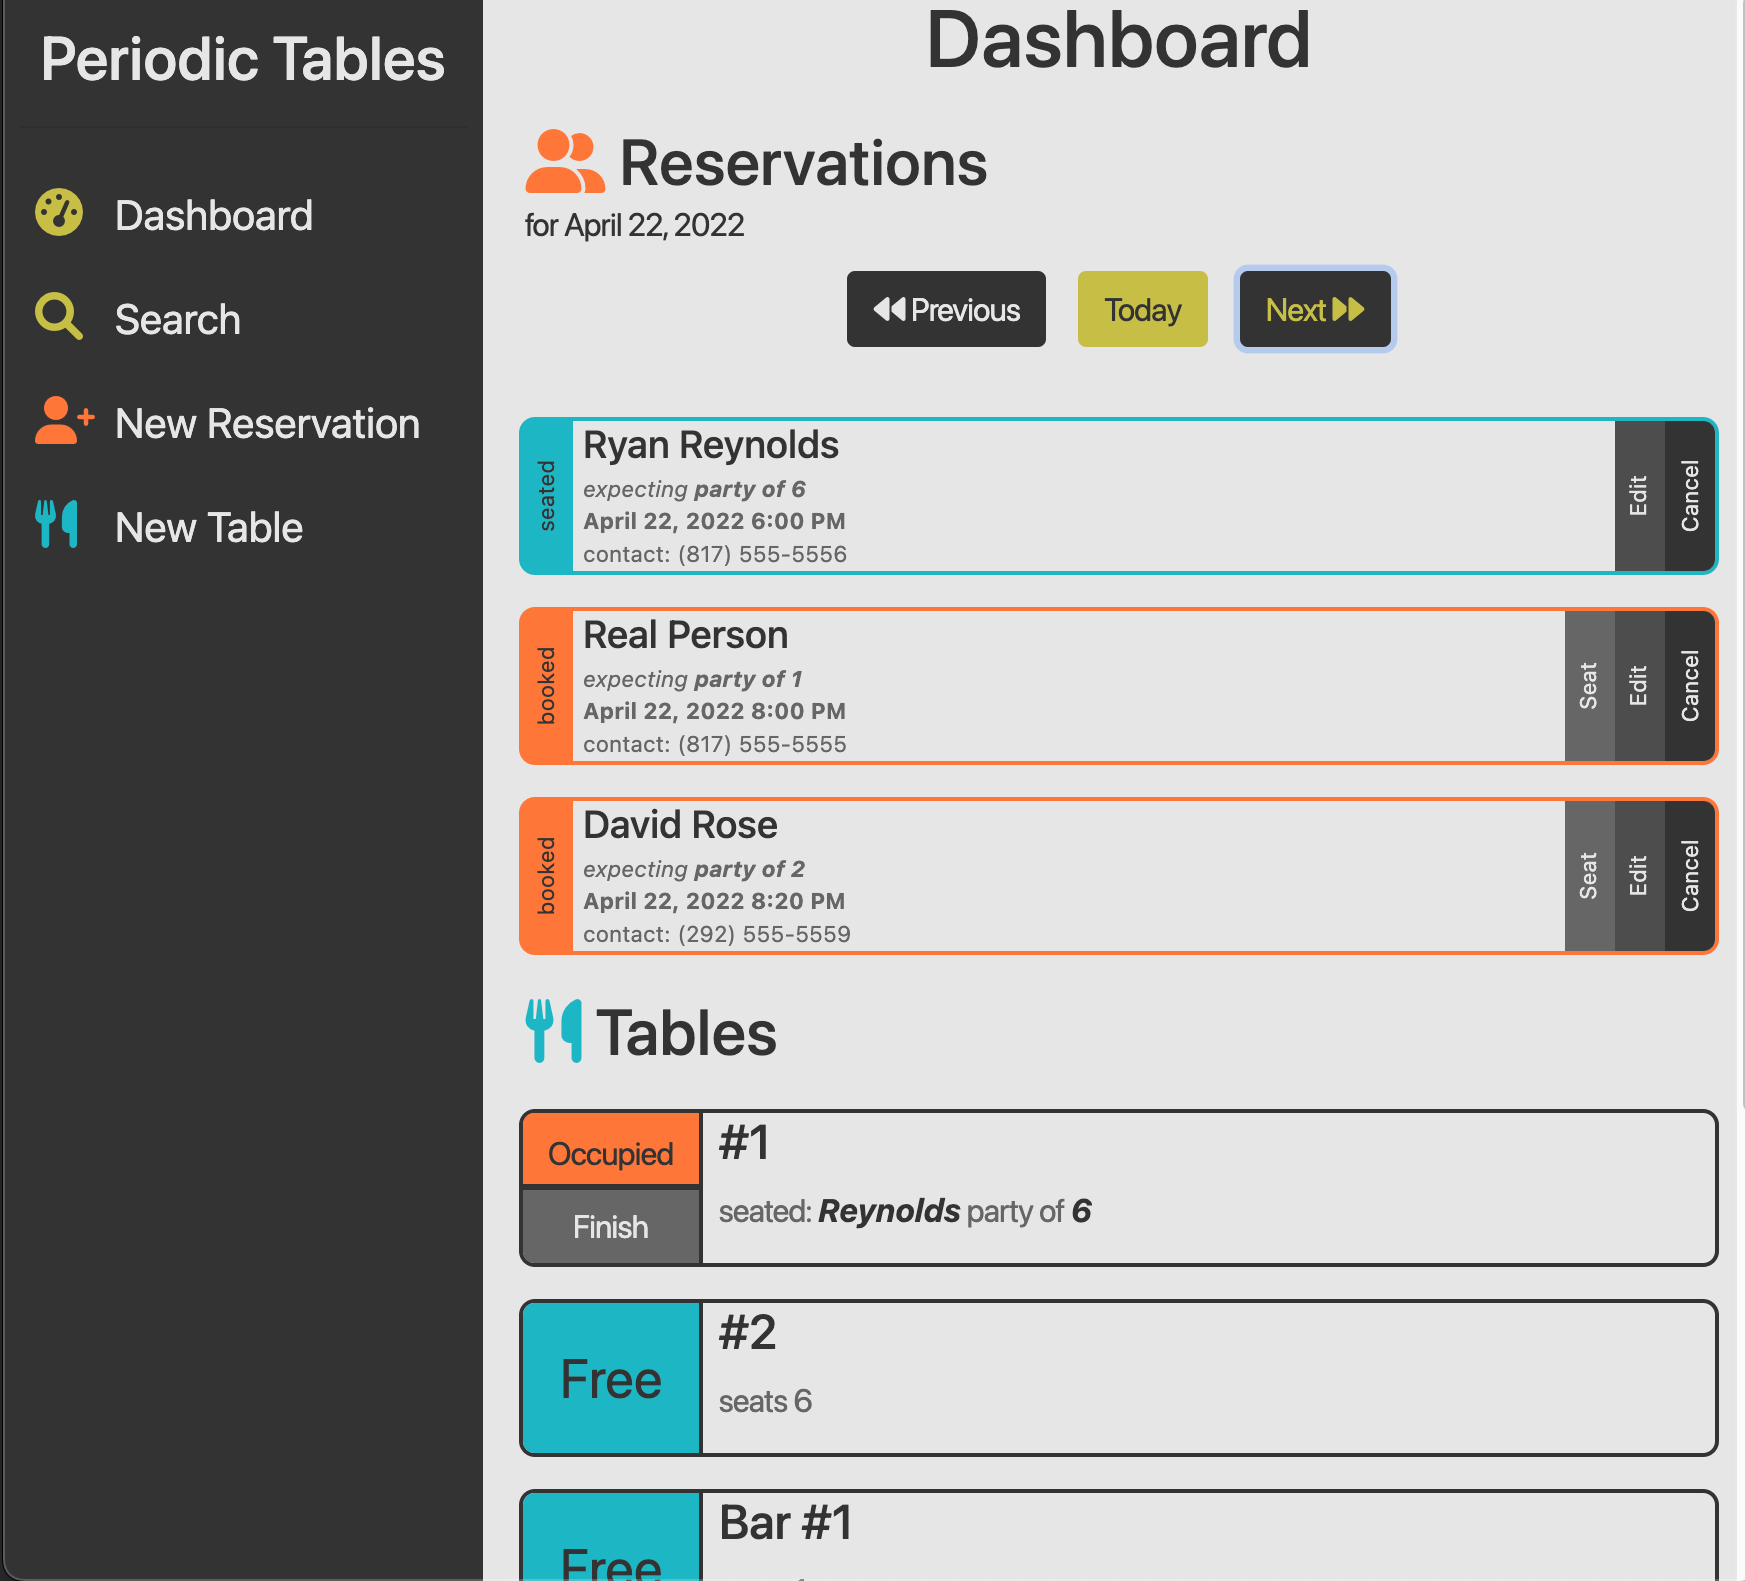 Periodic Tables
Dashboard
Search
New Reservation
New Table
Dashboard
Reservations
for April 22, 2022
Previous
Today
Next
seated
Ryan Reynolds
expecting party of 6
April 22, 2022 6:00 PM
contact: (817) 555-5556
Edit
Cancel
booked
Real Person
expecting party of 1
April 22, 2022 8:00 PM
contact: (817) 555-5555
Seat
Edit
Cancel
booked
David Rose
expecting party of 2
April 22, 2022 8:20 PM
contact: (292) 555-5559
Seat
Edit
Cancel
Tables
Occupied
Finish
#1
seated: Reynolds party of 6
Free
#2
seats 6
Free
Bar #1